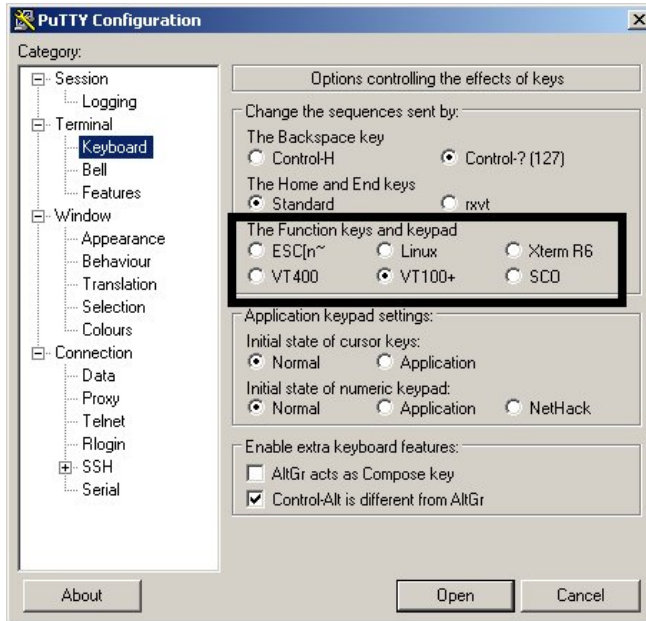 PuTTY Configuration
Category:
Session
Logging
Terminal
Keyboard
Bell
Features
Window
Appearance
Behaviour
Translation
Selection
Colours
Connection
Data
Proxy
Telnet
Rlogin
SSH
Serial
Options controlling the effects of keys
Change the sequences sent by:
The Backspace key
Control-H Control-? (127)
The Home and End keys
Standard rxvt
The Function keys and keypad
ESC[n~ Linux Xterm R6
VT400 VT100+ SCO
Application keypad settings:
Initial state of cursor keys:
Normal Application
Initial state of numeric keypad:
Normal Application NetHack
Enable extra keyboard features:
AltGr acts as Compose key
Control-Alt is different from AltGr
About Open Cancel